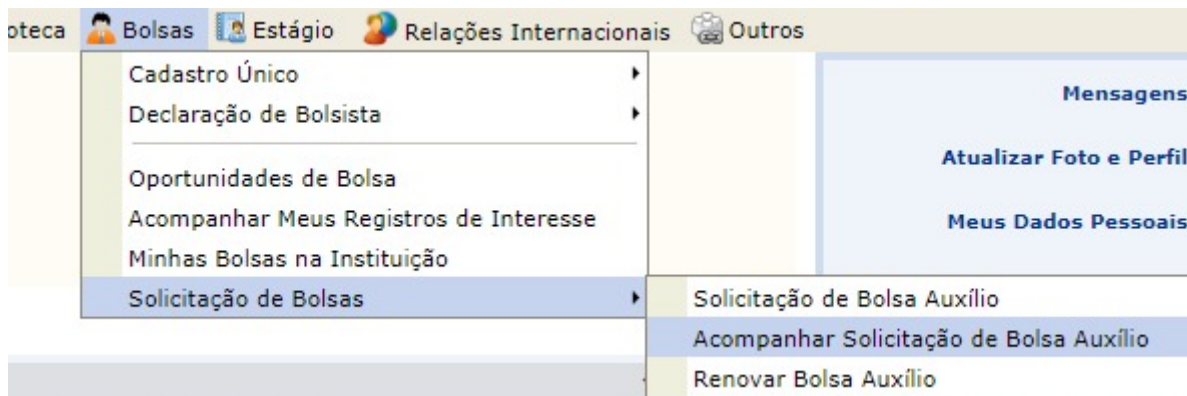 oteca Bolsas Estágio Relações Internacionais Outros
Cadastro Único
Declaração de Bolsista
Oportunidades de Bolsa
Acompanhar Meus Registros de Interesse
Minhas Bolsas na Instituição
Solicitação de Bolsas
Solicitação de Bolsa Auxílio
Acompanhar Solicitação de Bolsa Auxílio
Renovar Bolsa Auxílio
Mensagens
Atualizar Foto e Perfil
Meus Dados Pessoais